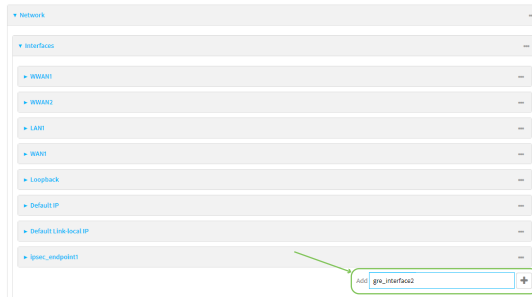 Network
Interfaces
WWAN1
WWAN2
LAN1
WAN1
Loopback
Default IP
Default Link-local IP
ipsec_endpoint1
Add gre_interface2